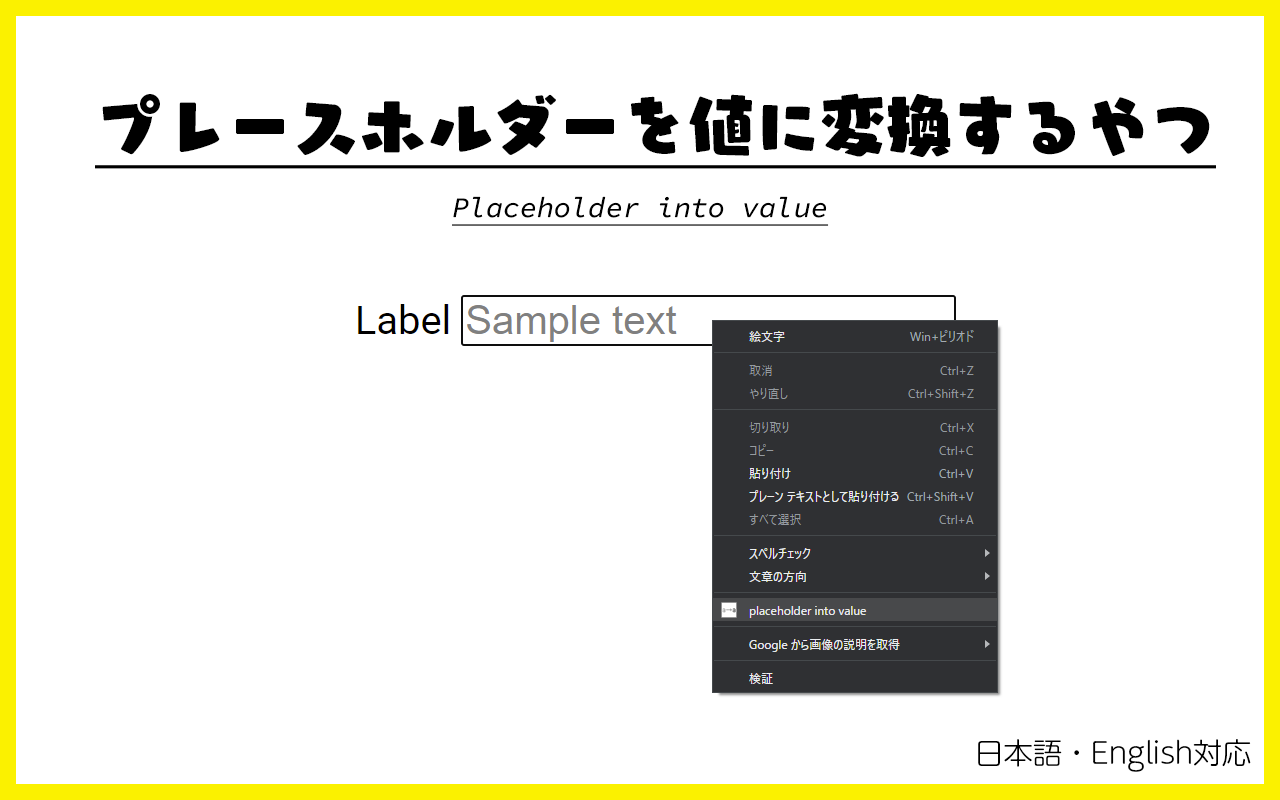 プレースホルダーを値に変換するやつ
Placeholder into value
Label Sample text
絵文字 Win+ピリオド
取消 Ctrl+Z
やり直し Ctrl+Shift+Z
切り取り Ctrl+X
コピー Ctrl+C
貼り付け Ctrl+V
プレーン テキストとして貼り付ける Ctrl+Shift+V
すべて選択 Ctrl+A
スペルチェック
文章の方向
placeholder into value
Google から画像の説明を取得
検証
日本語・English対応